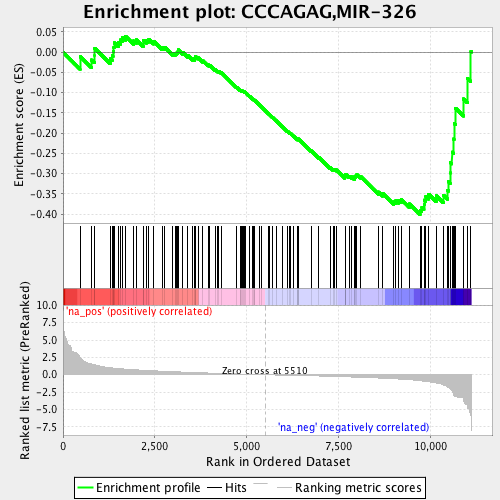 Enrichment plot: CCCAGAG,MIR-326
Enrichment score (ES)
0.05
0.00
-0.05
-0.10
-0.15
-0.20
-0.25
-0.30
-0.35
-0.40
'na_pos' (positively correlated)
Ranked list metric (PreRanked)
10.0
7.5
5.0
2.5
0.0
-2.5
-5.0
-7.5
Zero cross at 5510
'na_neg' (negatively correlated)
0
2,500
5,000
7,500
10,000
Rank in Ordered Dataset
Enrichment profile
Hits
Ranking metric scores